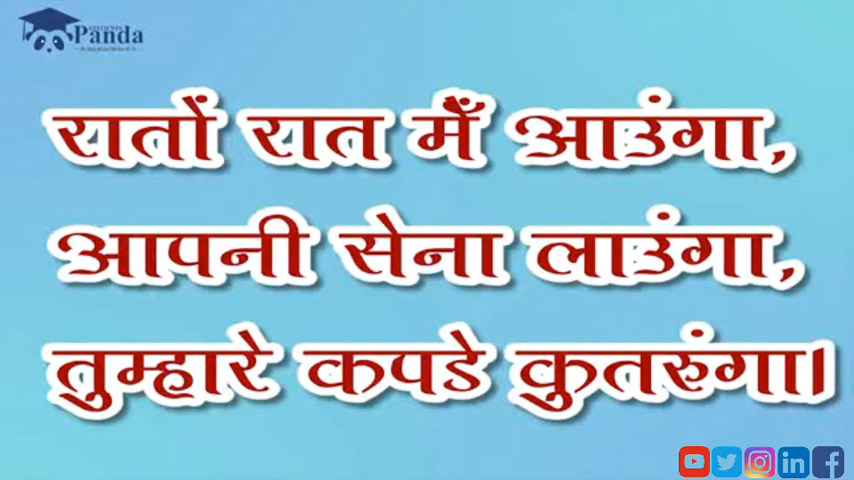 Panda
रातों रात मेँ आउंगा,
आपनी सेना लाउंगा,
तुम्हारे कपडे कुतरुंगा।